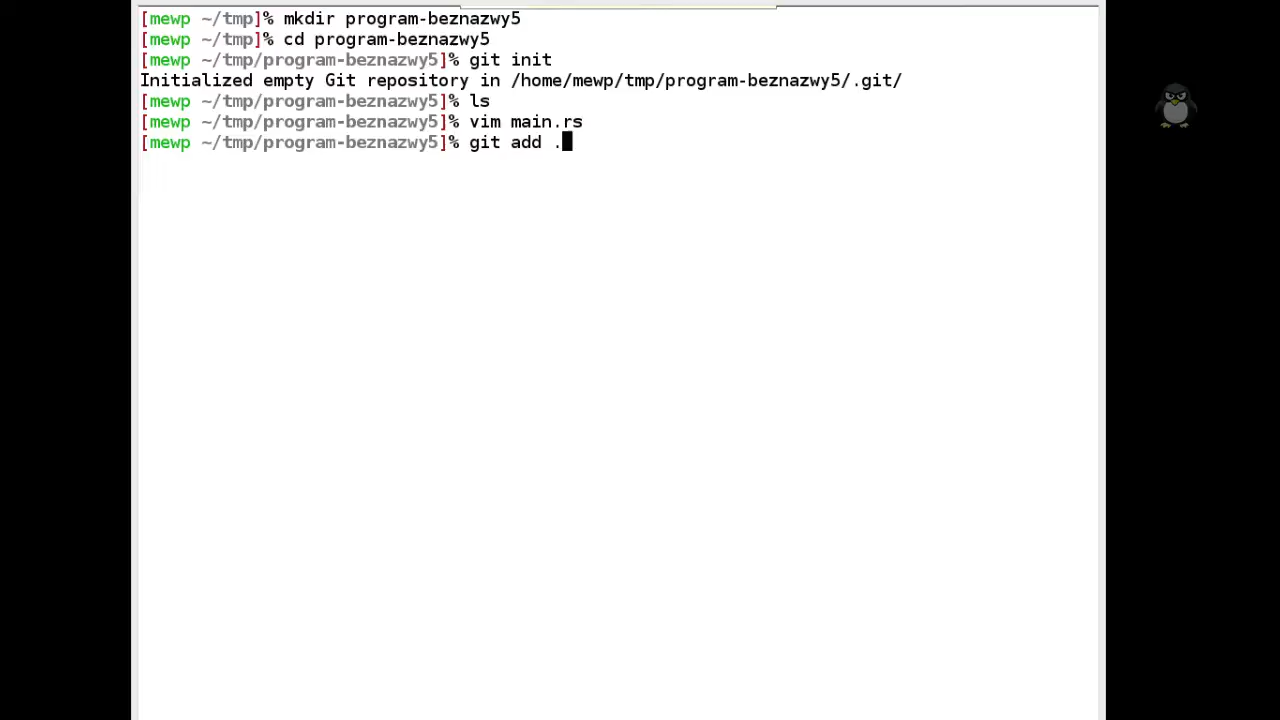 [mewp ~/tmp]% mkdir program-beznazwy5
[mewp ~/tmp]% cd program-beznazwy5
[mewp ~/tmp/program-beznazwy5]% git init
Initialized empty Git repository in /home/mewp/tmp/program-beznazwy5/.git/
[mewp ~/tmp/program-beznazwy5]% ls
[mewp ~/tmp/program-beznazwy5]% vim main.rs
[mewp ~/tmp/program-beznazwy5]% git add .